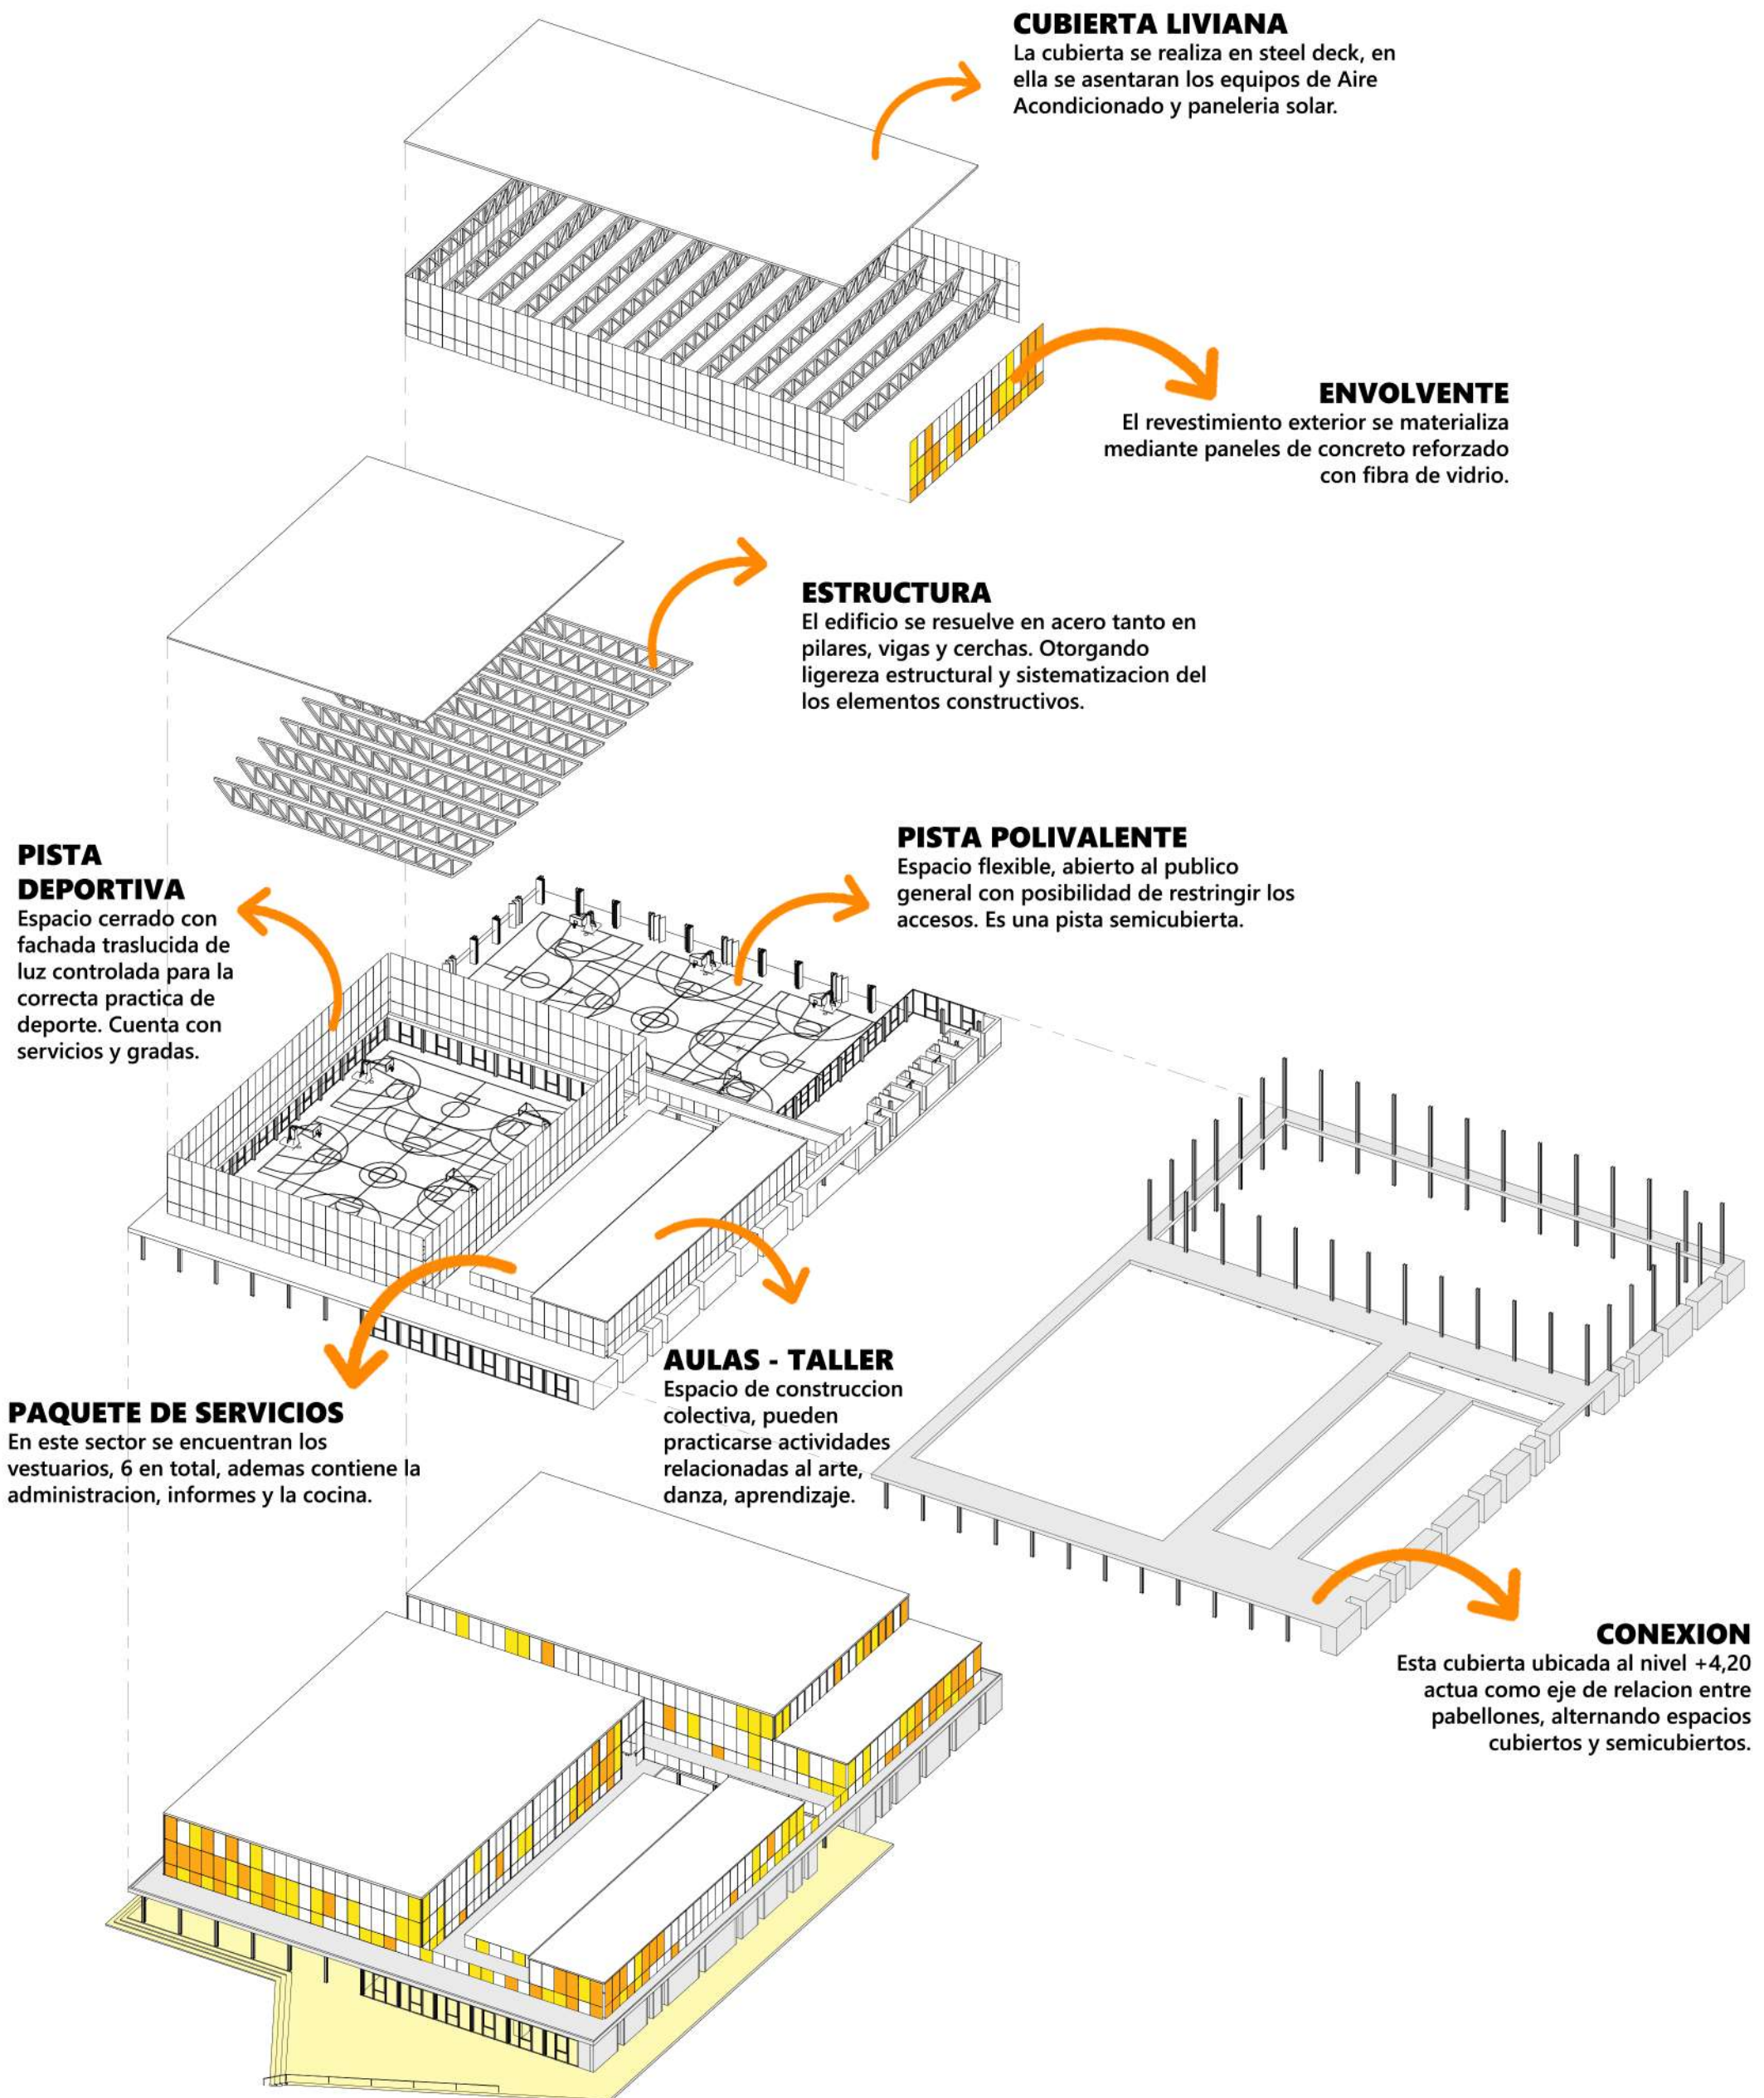 CUBIERTA LIVIANA
La cubierta se realiza en steel deck, en
ella se asentaran los equipos de Aire
Acondicionado y paneleria solar.
ENVOLVENTE
El revestimiento exterior se materializa
mediante paneles de concreto reforzado
con fibra de vidrio.
ESTRUCTURA
El edificio se resuelve en acero tanto en
pilares, vigas y cerchas. Otorgando
ligereza estructural y sistematizacion del
los elementos constructivos.
PISTA
DEPORTIVA
Espacio cerrado con
fachada traslucida de
luz controlada para la
correcta practica de
deporte. Cuenta con
servicios y gradas.
PISTA POLIVALENTE
Espacio flexible, abierto al publico
general con posibilidad de restringir los
accesos. Es una pista semicubierta.
PAQUETE DE SERVICIOS
En este sector se encuentran los
vestuarios, 6 en total, ademas contiene la
administracion, informes y la cocina.
AULAS - TALLER
Espacio de construccion
colectiva, pueden
practicarse actividades
relacionadas al arte,
danza, aprendizaje.
CONEXION
Esta cubierta ubicada al nivel +4,20
actua como eje de relacion entre
pabellones, alternando espacios
cubiertos y semicubiertos.